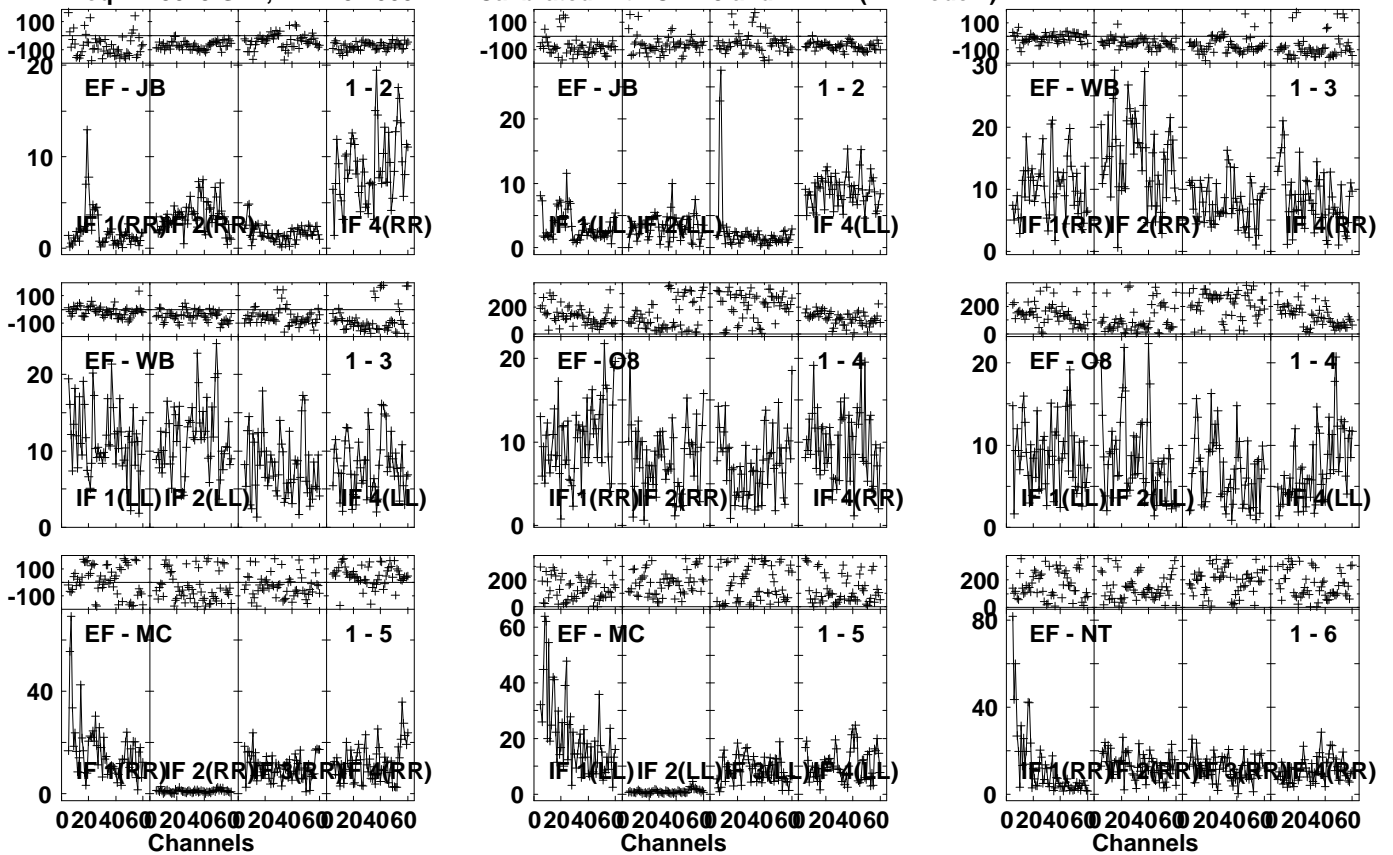 100
-100
20
10
0
EF - JB 1 - 2
IF 1(RR) IF 2(RR) IF 4(RR)
100
-100
20
10
0
EF - JB 1 - 2
IF 1(LL) IF 2(LL) IF 4(LL)
100
-100
30
20
10
0
EF - WB 1 - 3
IF 1(RR) IF 2(RR) IF 4(RR)
100
-100
20
10
0
EF - WB 1 - 3
IF 1(LL) IF 2(LL) IF 4(LL)
200
0
20
10
0
EF - O8 1 - 4
IF 1(RR) IF 2(RR) IF 4(RR)
200
0
20
10
0
EF - O8 1 - 4
IF 1(LL) IF 2(LL) IF 4(LL)
100
-100
40
0
EF - MC 1 - 5
IF 1(RR) IF 2(RR) IF 3(RR) IF 4(RR)
0 20 40 60 0 20 40 60 0 20 40 60 0 20 40 60
Channels
200
0
60
40
20
0
EF - MC 1 - 5
IF 1(LL) IF 2(LL) IF 3(LL) IF 4(LL)
0 20 40 60 0 20 40 60 0 20 40 60 0 20 40 60
Channels
200
0
80
40
0
EF - NT 1 - 6
IF 1(RR) IF 2(RR) IF 3(RR) IF 4(RR)
0 20 40 60 0 20 40 60 0 20 40 60 0 20 40 60
Channels